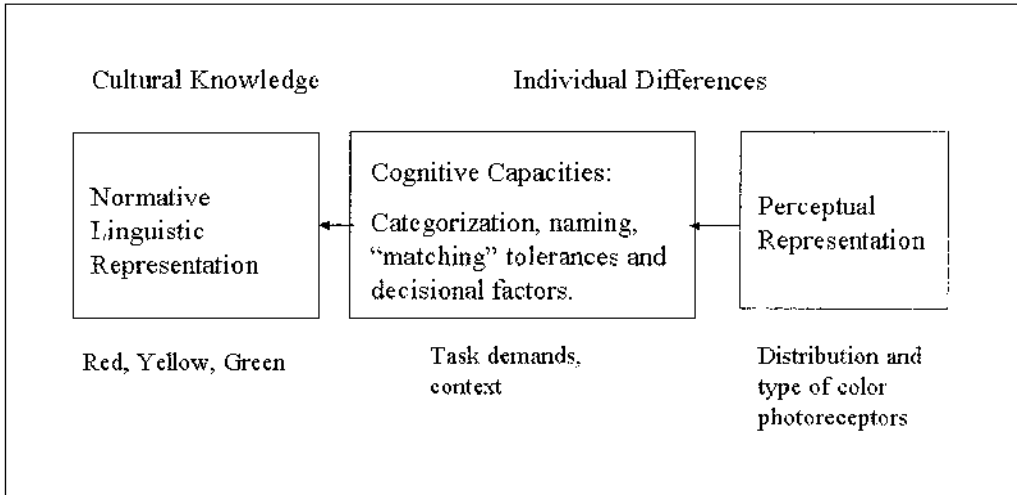 Cultural Knowledge
Individual Differences
Normative
Linguistic
Representation
Cognitive Capacities:
Categorization, naming,
“matching” tolerances and
decisional factors.
Perceptual
Representation
Red, Yellow, Green
Task demands,
context
Distribution and
type of color
photoreceptors